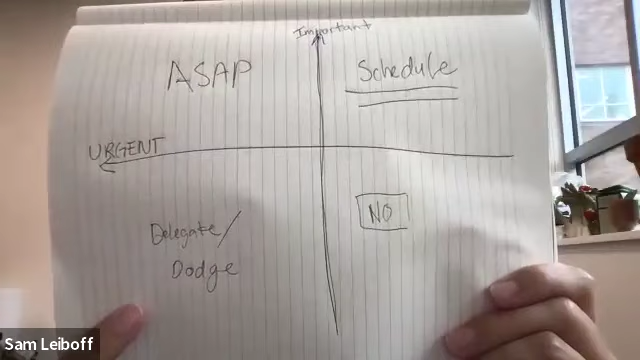 Important
ASAP
Schedule
URGENT
NO
Delegate/
Dodge
Sam Leiboff